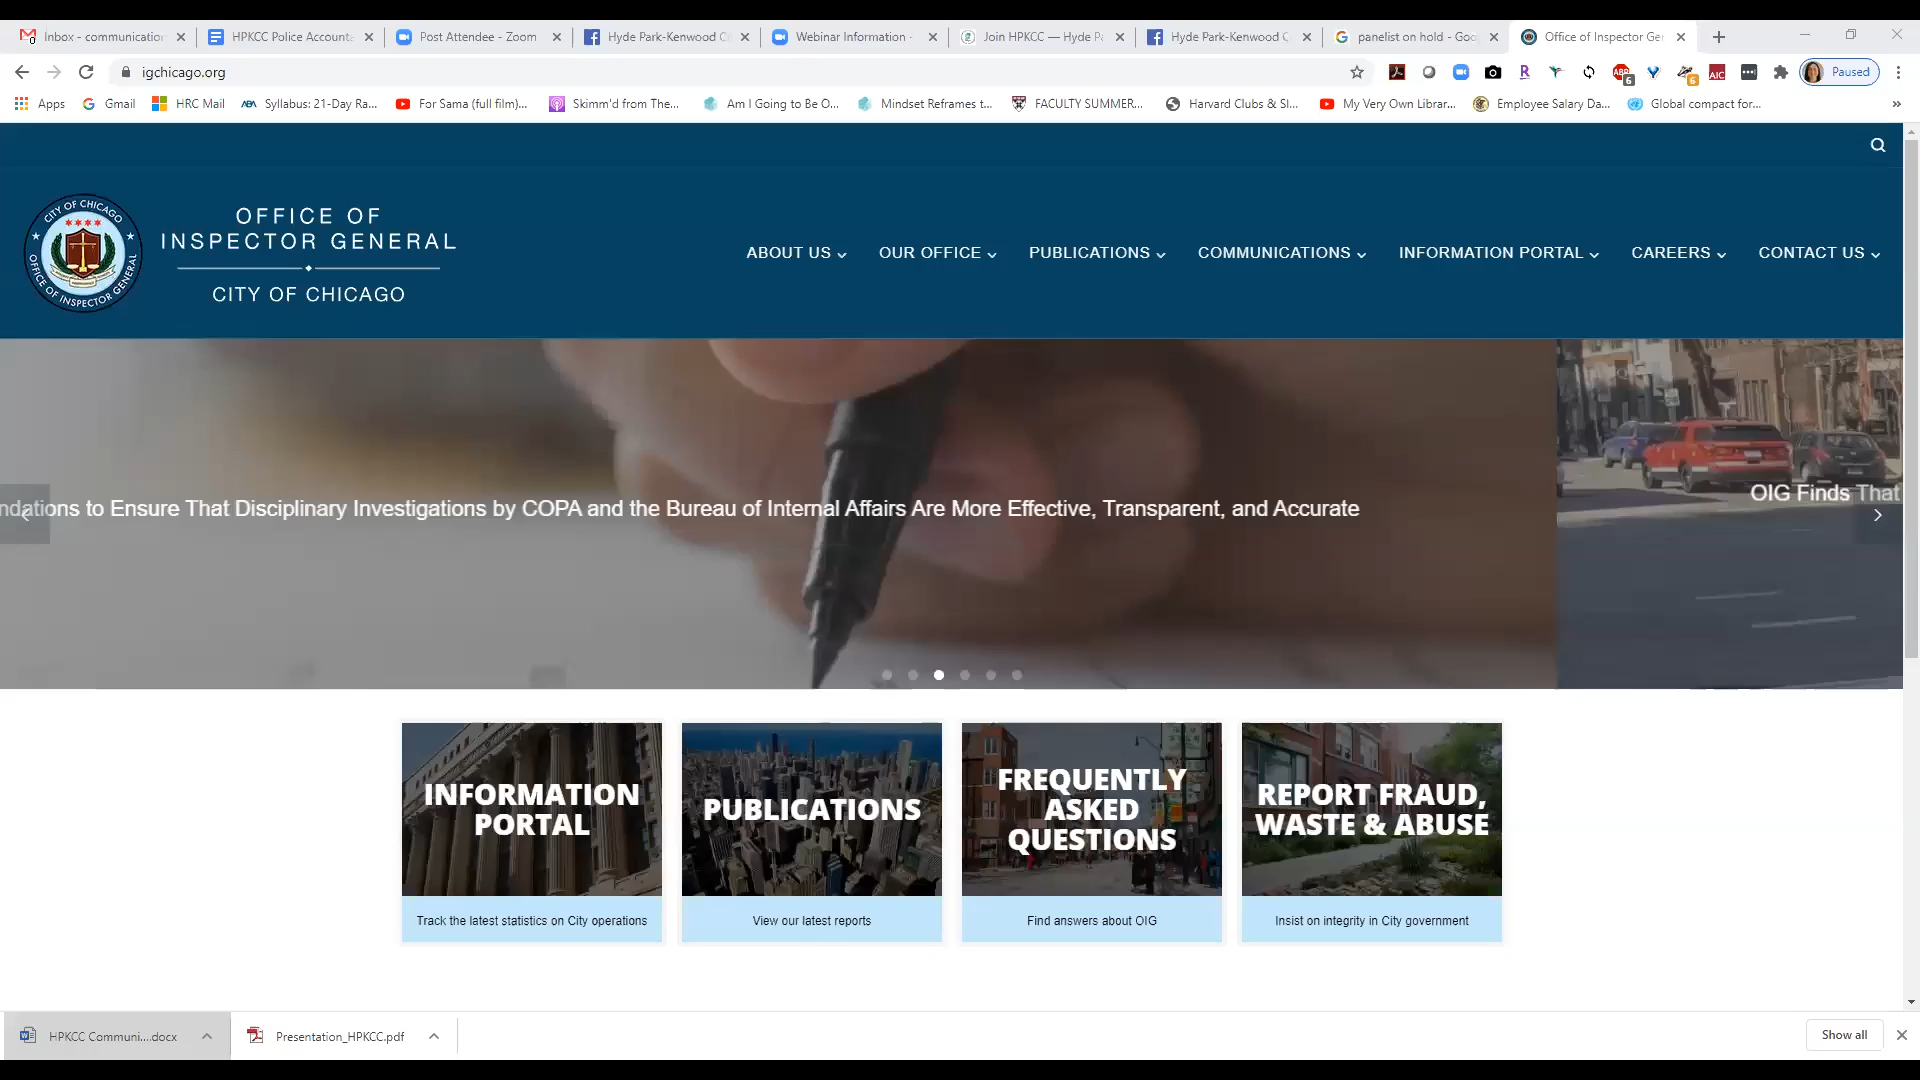 Inbox - communication
HPKCC Police Accounta
Post Attendee - Zoom
Hyde Park-Kenwood C
Webinar Information -
Join HPKCC — Hyde Pa
Hyde Park-Kenwood C
panelist on hold - Goo
Office of Inspector Ge
igchicago.org
Paused
Apps
Gmail
HRC Mail
Syllabus: 21-Day Ra...
For Sama (full film)...
Skimm'd from The...
Am I Going to Be O...
Mindset Reframes t...
FACULTY SUMMER...
Harvard Clubs & SI...
My Very Own Librar...
Employee Salary Da...
Global compact for...
CITY OF CHICAGO
OFFICE OF INSPECTOR GENERAL
OFFICE OF
INSPECTOR GENERAL
CITY OF CHICAGO
ABOUT US
OUR OFFICE
PUBLICATIONS
COMMUNICATIONS
INFORMATION PORTAL
CAREERS
CONTACT US
ndations to Ensure That Disciplinary Investigations by COPA and the Bureau of Internal Affairs Are More Effective, Transparent, and Accurate
OIG Finds That
INFORMATION
PORTAL
Track the latest statistics on City operations
PUBLICATIONS
View our latest reports
FREQUENTLY
ASKED
QUESTIONS
Find answers about OIG
REPORT FRAUD,
WASTE & ABUSE
Insist on integrity in City government
HPKCC Communi....docx
Presentation_HPKCC.pdf
Show all